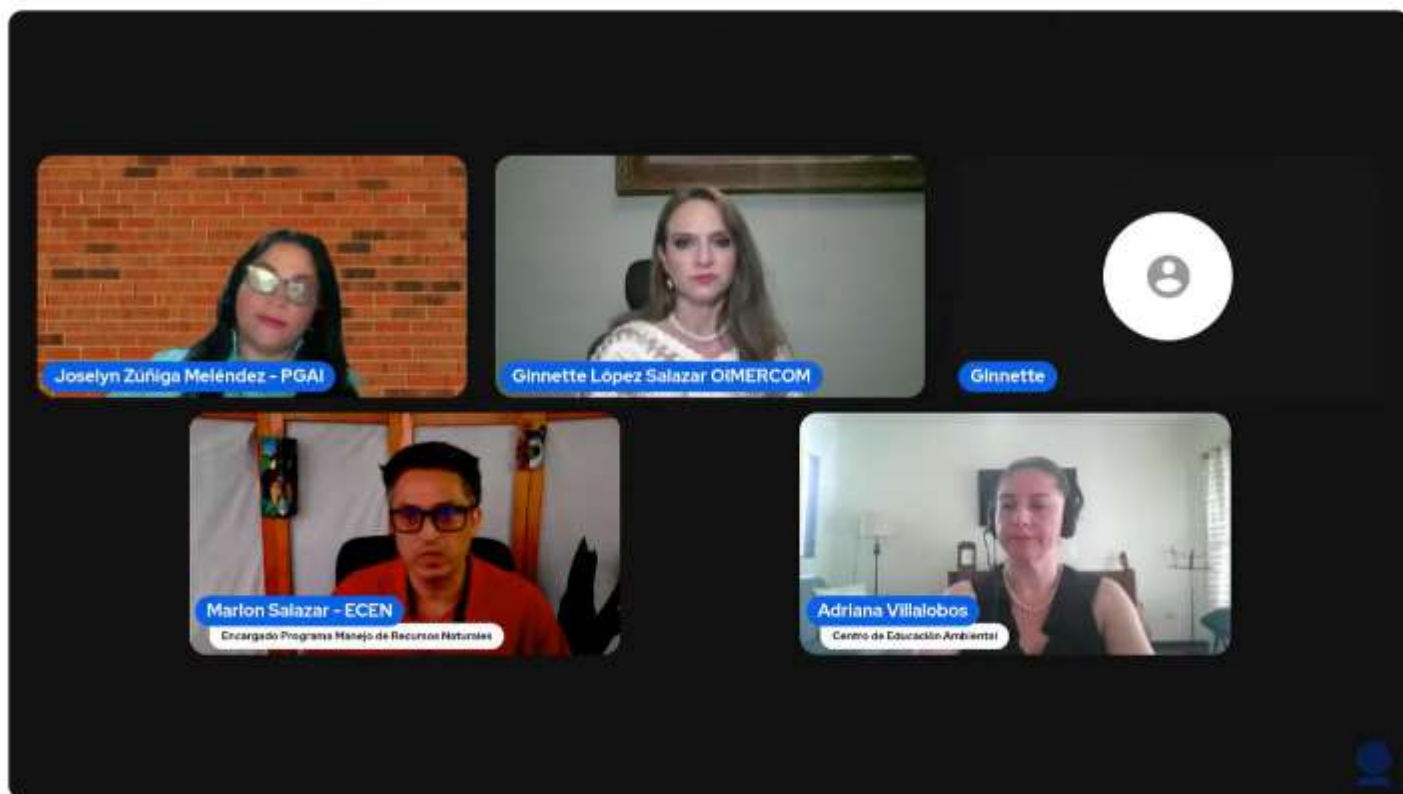 Joselyn Zúñiga Meléndez - PGAI
Ginnette López Salazar OIMERCOM
Ginnette
Marlon Salazar - ECEN
Encargado Programa Manejo de Recursos Naturales
Adriana Villalobos
Centro de Educación Ambiental